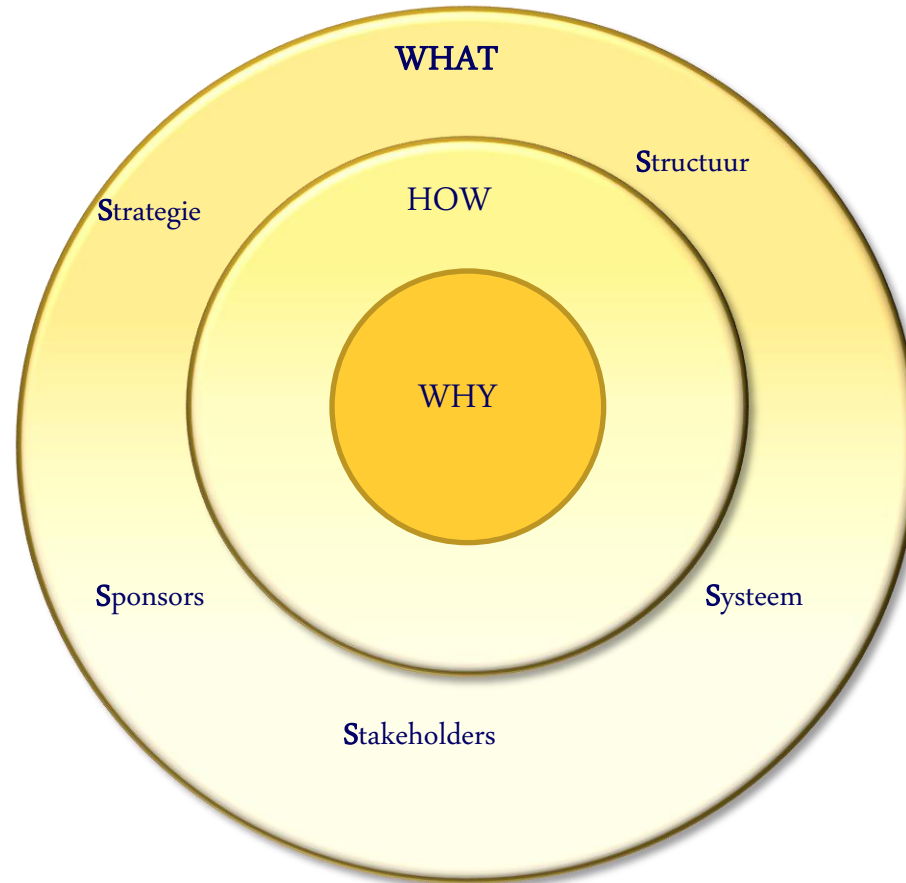 WHAT
Structuur
HOW
Strategie
WHY
Sponsors
Systeem
Stakeholders